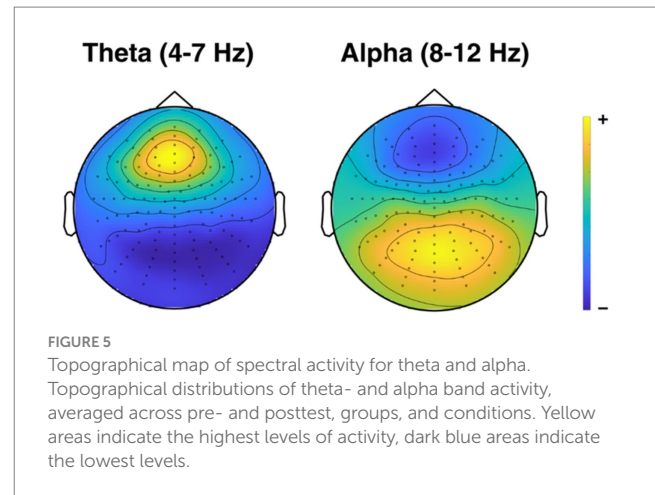 Theta (4-7 Hz) Alpha (8-12 Hz)
+
–
FIGURE 5
Topographical map of spectral activity for theta and alpha.
Topographical distributions of theta- and alpha band activity,
averaged across pre- and posttest, groups, and conditions. Yellow
areas indicate the highest levels of activity, dark blue areas indicate
the lowest levels.